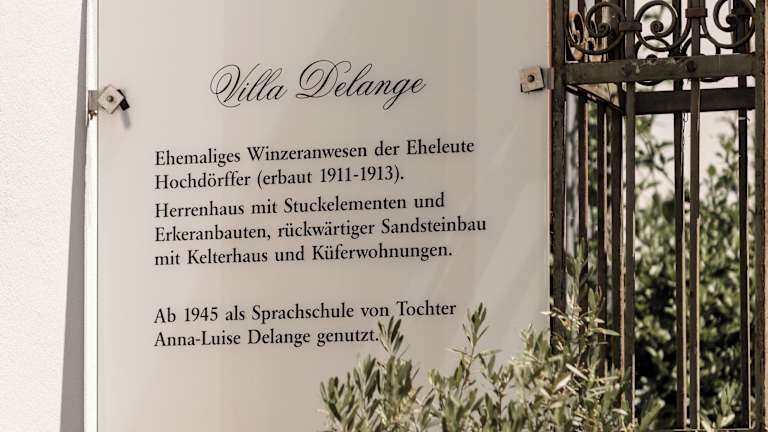 Villa Delange
Ehemaliges Winzeranwesen der Eheleute
Hochdörffer (erbaut 1911-1913).
Herrenhaus mit Stuckelementen und
Erkeranbauten, rückwärtiger Sandsteinbau
mit Kelterhaus und Küferwohnungen.
Ab 1945 als Sprachschule von Tochter
Anna-Luise Delange genutzt.